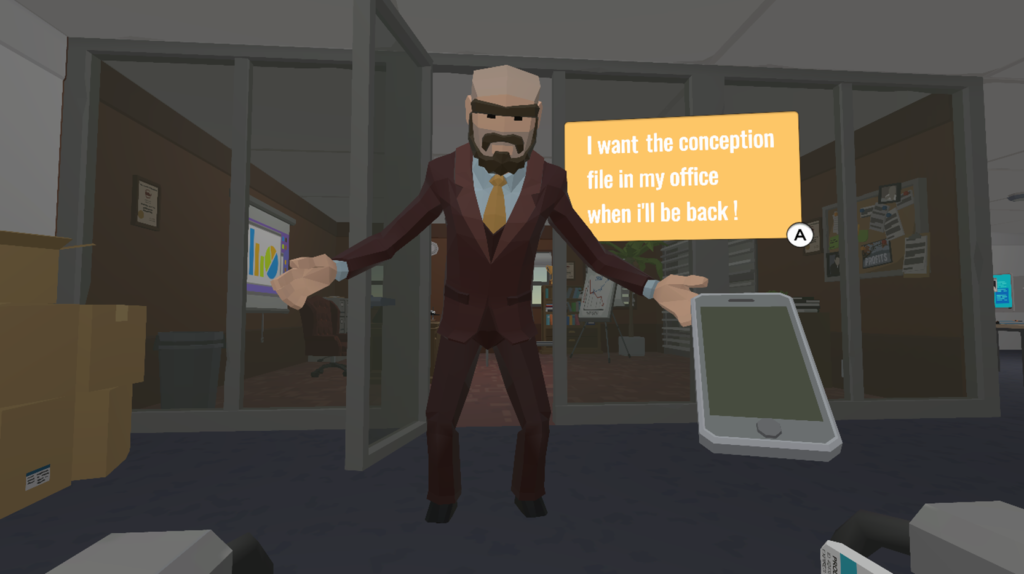 I want the conception
file in my office
when i'll be back !
A